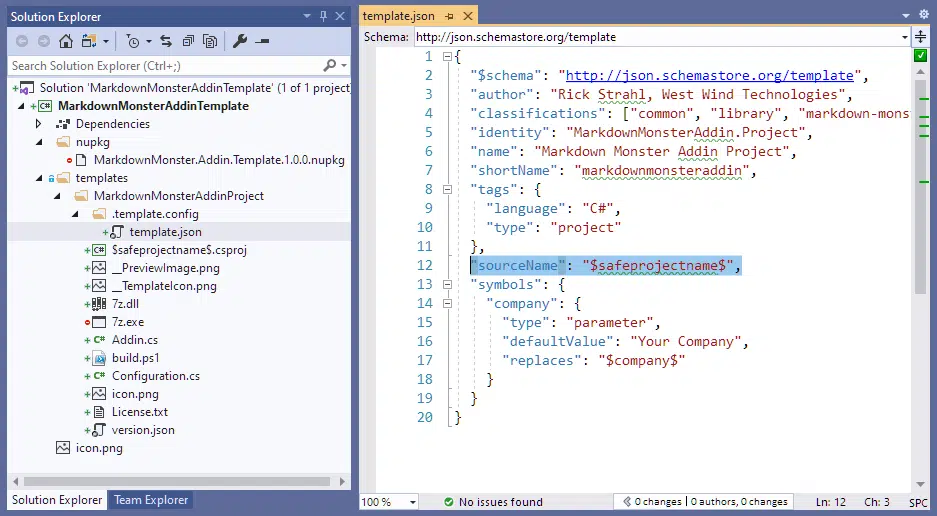 Solution Explorer
Search Solution Explorer (Ctrl+;)
Solution 'MarkdownMonsterAddinTemplate' (1 of 1 project)
MarkdownMonsterAddinTemplate
Dependencies
nupkg
MarkdownMonster.Addin.Template.1.0.0.nupkg
templates
MarkdownMonsterAddinProject
.template.config
template.json
$safeprojectname$.csproj
__PreviewImage.png
__TemplateIcon.png
7z.dll
7z.exe
Addin.cs
build.ps1
Configuration.cs
icon.png
License.txt
version.json
icon.png
Solution Explorer
Team Explorer
template.json
Schema: http://json.schemastore.org/template
1 {
2 "$schema": "http://json.schemastore.org/template",
3 "author": "Rick Strahl, West Wind Technologies",
4 "classifications": ["common", "library", "markdown-mons
5 "identity": "MarkdownMonsterAddin.Project",
6 "name": "Markdown Monster Addin Project",
7 "shortName": "markdownmonsteraddin",
8 "tags": {
9 "language": "C#",
10 "type": "project"
11 },
12 "sourceName": "$safeprojectname$",
13 "symbols": {
14 "company": {
15 "type": "parameter",
16 "defaultValue": "Your Company",
17 "replaces": "$company$"
18 }
19 }
20 }
100 %
No issues found
0 changes | 0 authors, 0 changes
Ln: 12
Ch: 3
SPC